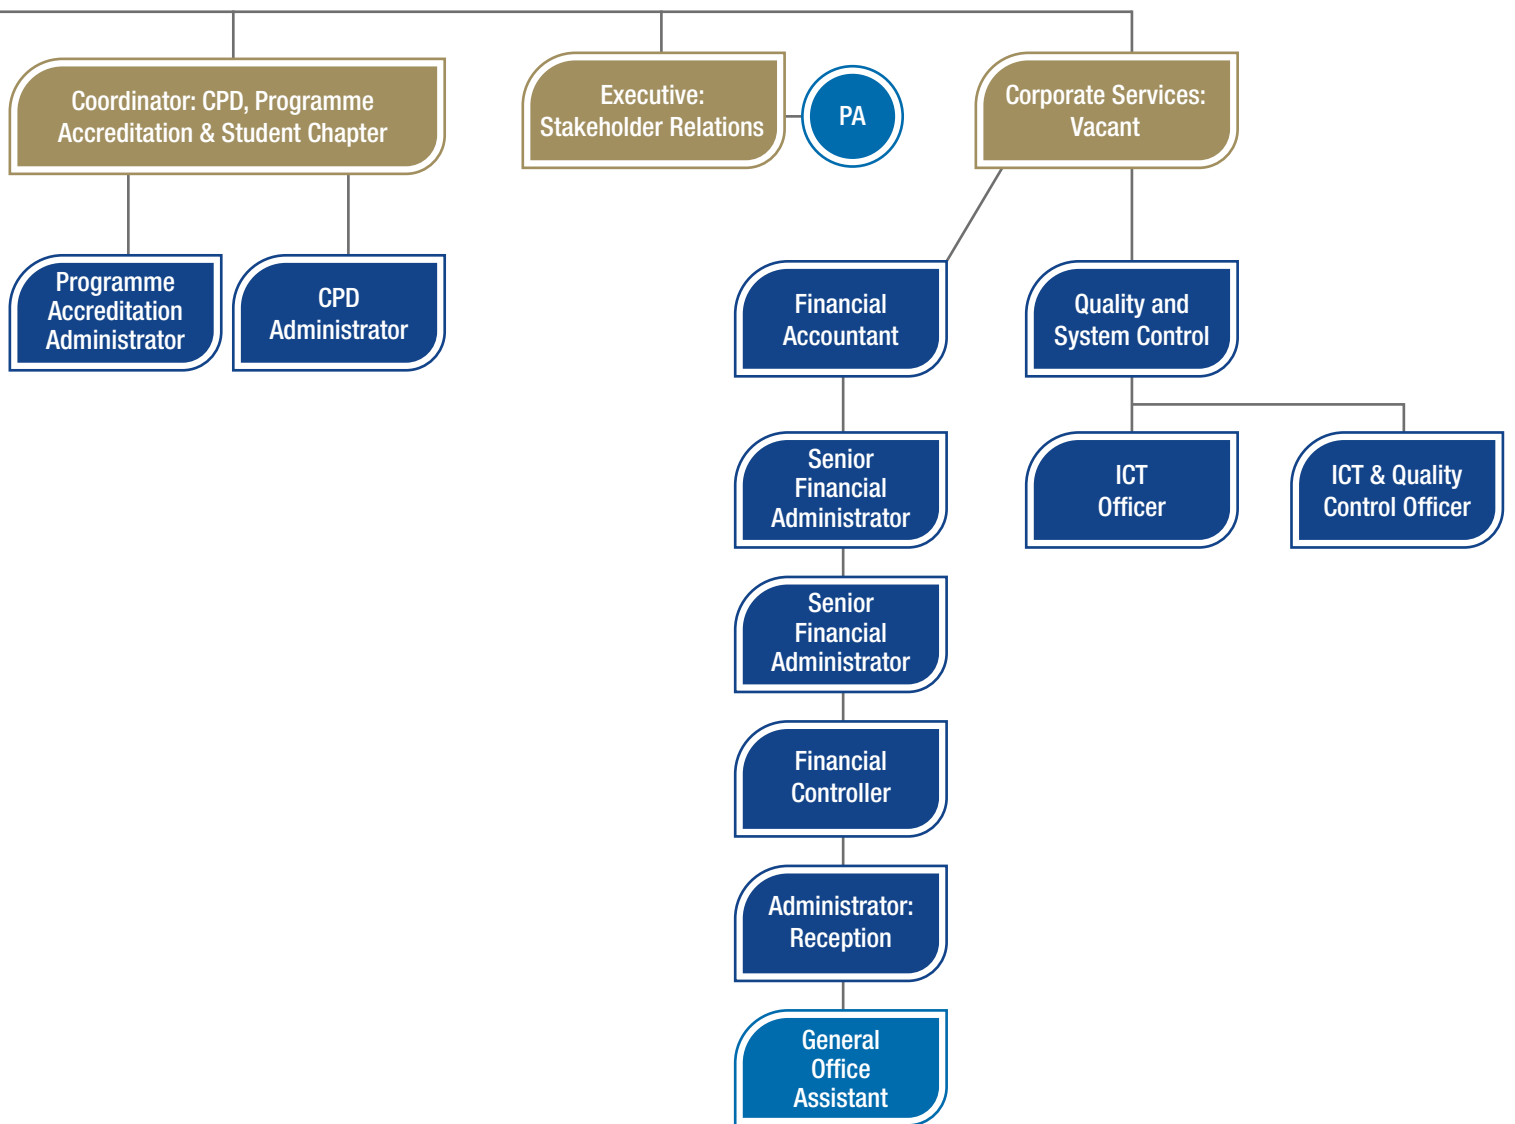 Coordinator: CPD, Programme
Accreditation & Student Chapter
Executive:
Stakeholder Relations
PA
Corporate Services:
Vacant
Programme
Accreditation
Administrator
CPD
Administrator
Financial
Accountant
Quality and
System Control
Senior
Financial
Administrator
ICT
Officer
ICT & Quality
Control Officer
Senior
Financial
Administrator
Financial
Controller
Administrator:
Reception
General
Office
Assistant